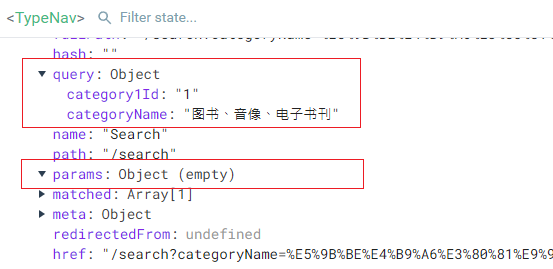 <TypeNav> Filter state...
hash: ""
query: Object
category1Id: "1"
categoryName: "图书、音像、电子书刊"
name: "Search"
path: "/search"
params: Object (empty)
matched: Array[1]
meta: Object
redirectedFrom: undefined
href: "/search?categoryName=%E5%9B%BE%E4%B9%A6%E3%80%81%E9%9